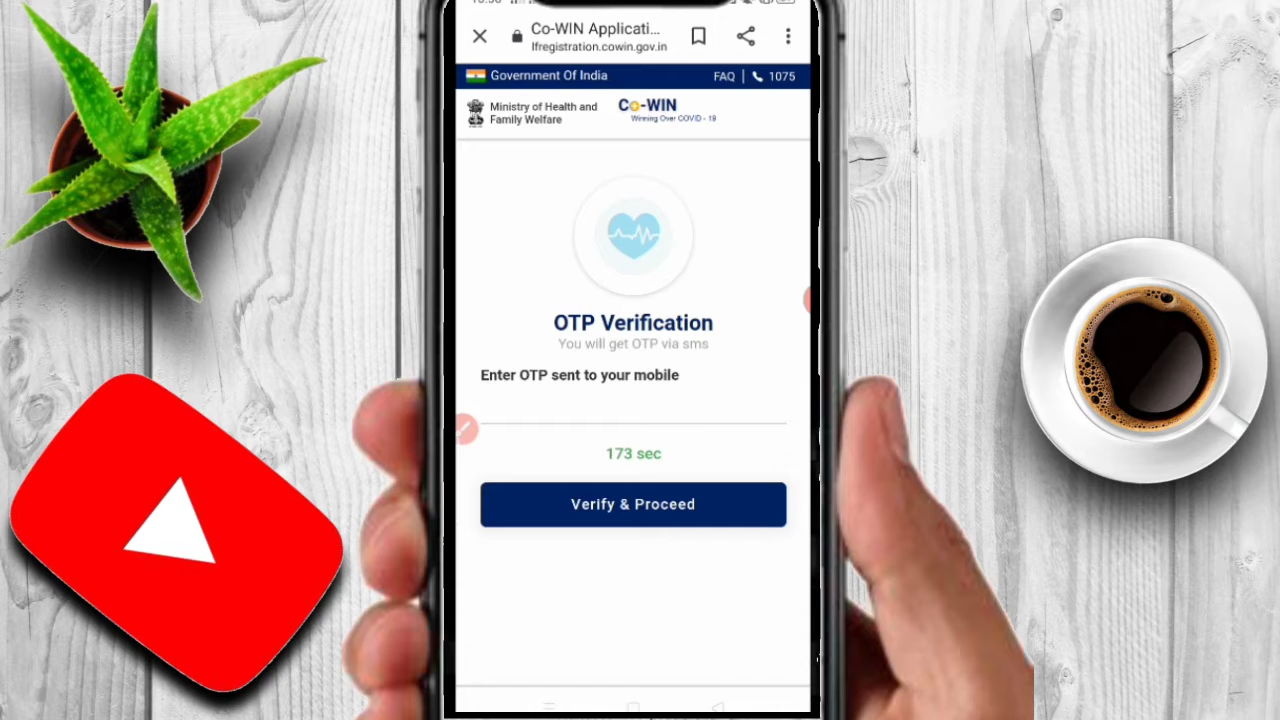 Co-WIN Applicati...
lfregistration.cowin.gov.in
Government Of India
FAQ | 1075
Ministry of Health and
Family Welfare
Co-WIN
Winning Over COVID - 19
OTP Verification
You will get OTP via sms
Enter OTP sent to your mobile
173 sec
Verify & Proceed